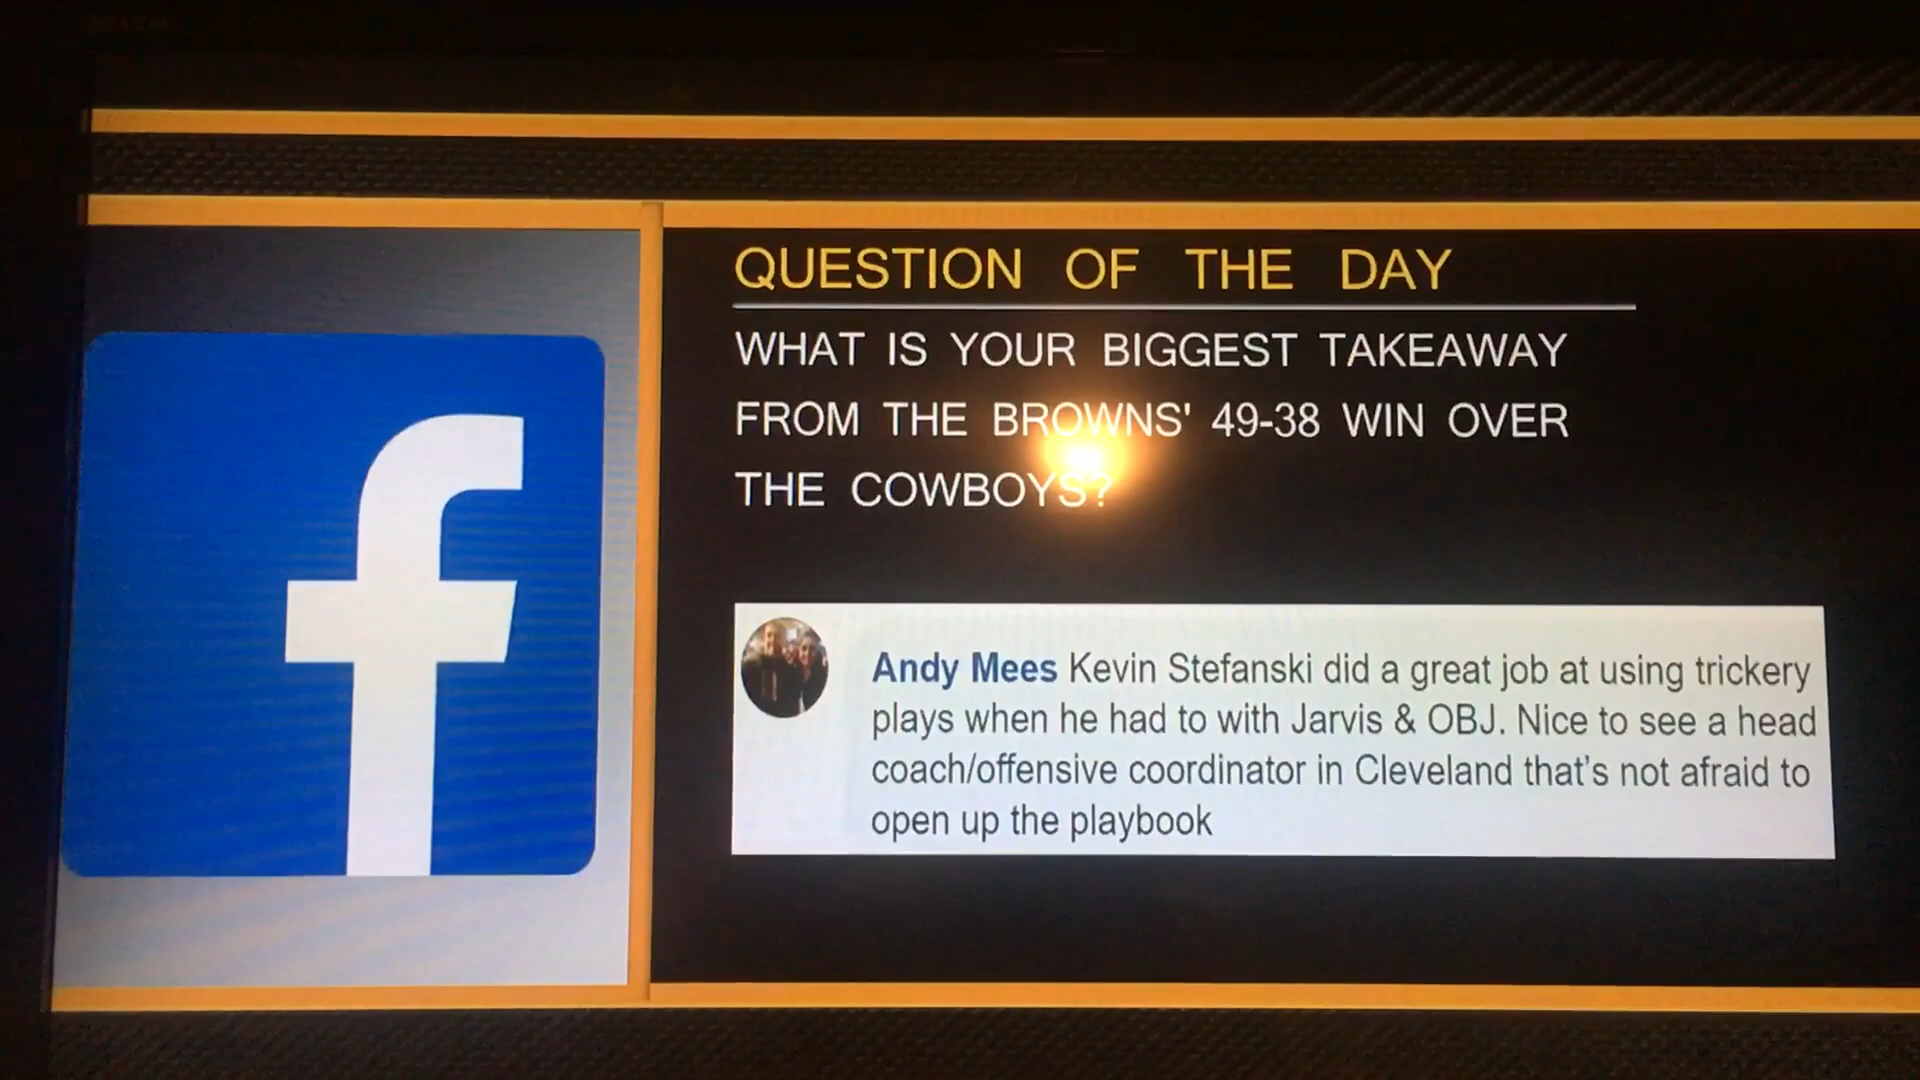 QUESTION OF THE DAY
WHAT IS YOUR BIGGEST TAKEAWAY
FROM THE BROWNS' 49-38 WIN OVER
THE COWBOYS?
f
Andy Mees Kevin Stefanski did a great job at using trickery
plays when he had to with Jarvis & OBJ. Nice to see a head
coach/offensive coordinator in Cleveland that's not afraid to
open up the playbook